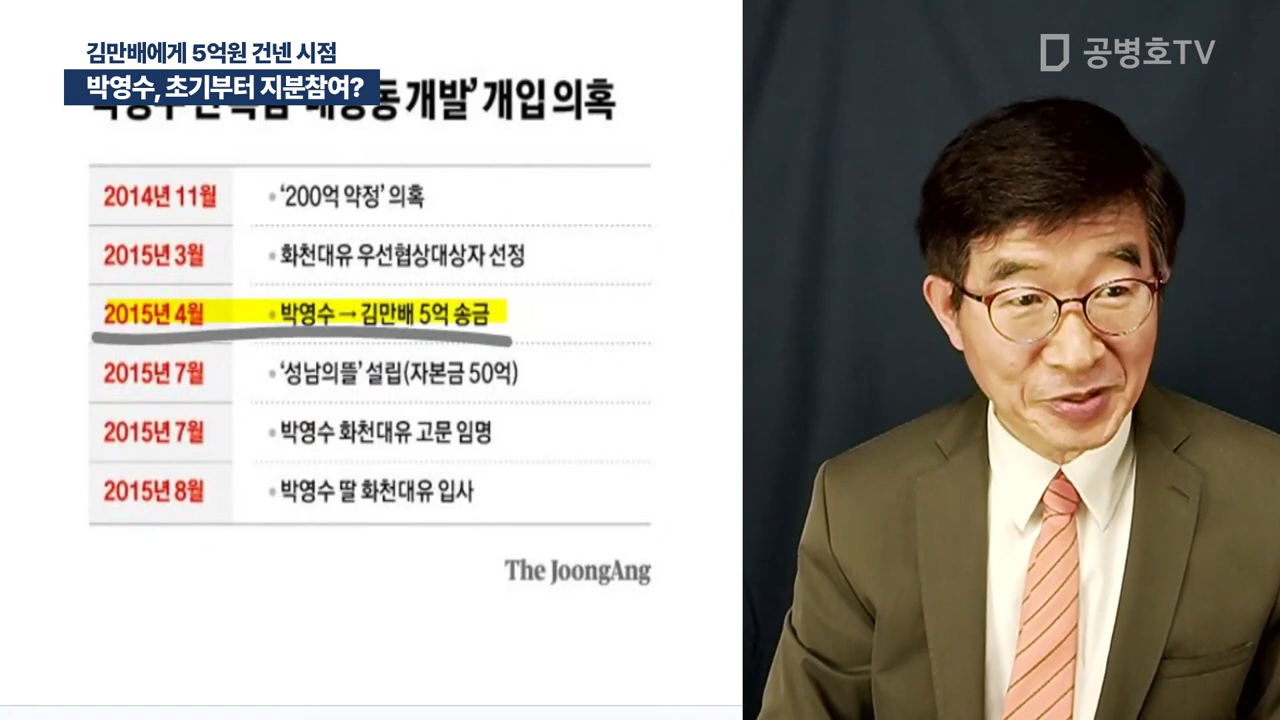 김만배에게 5억원 건넨 시점
박영수, 초기부터 지분참여?
공병호TV
개발’ 개입 의혹
2014년 11월 • ‘200억 약정’ 의혹
2015년 3월 • 화천대유 우선협상대상자 선정
2015년 4월 • 박영수→김만배 5억 송금
2015년 7월 • ‘성남의뜰’ 설립(자본금 50억)
2015년 7월 • 박영수 화천대유 고문 임명
2015년 8월 • 박영수 딸 화천대유 입사
The JoongAng